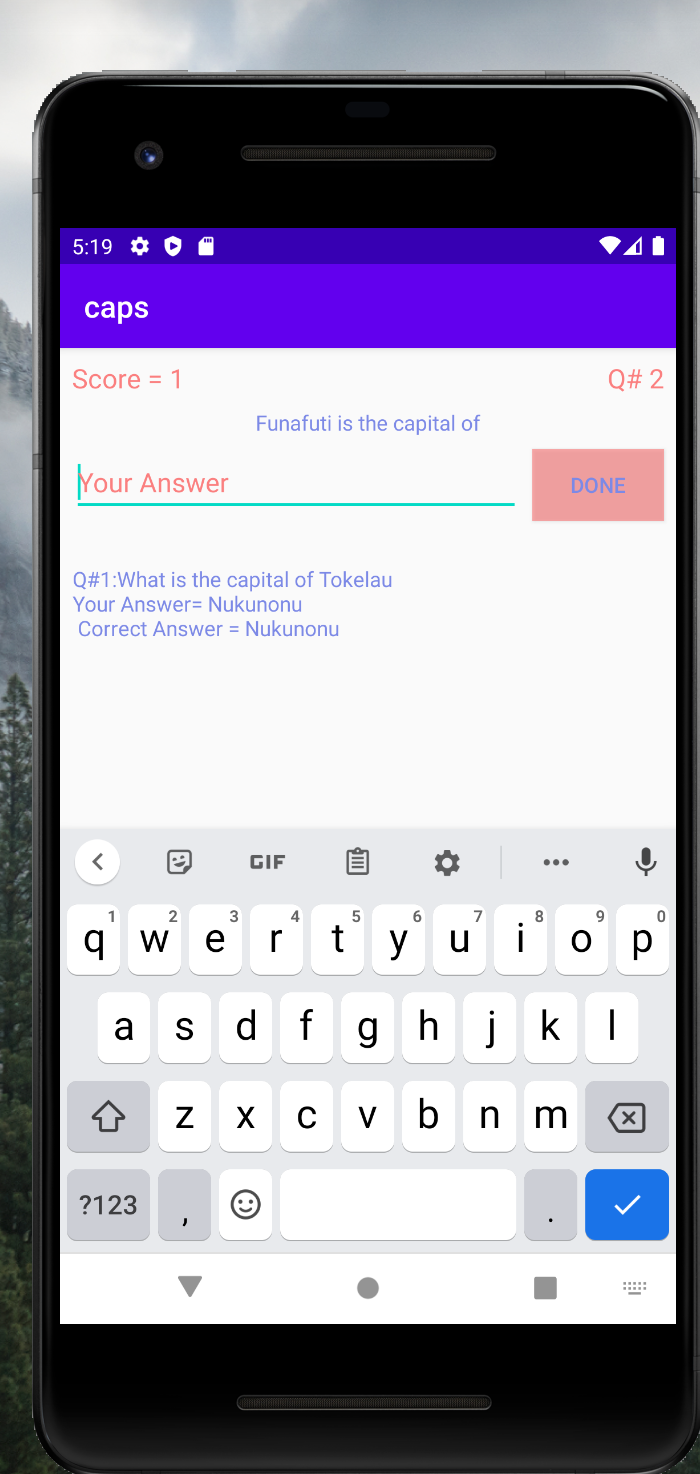 5:19
caps
Score = 1 Q# 2
Funafuti is the capital of
Your Answer DONE
Q#1:What is the capital of Tokelau
Your Answer= Nukunonu
Correct Answer = Nukunonu
GIF
1 2 3 4 5 6 7 8 9 0
q w e r t y u i o p
a s d f g h j k l
z x c v b n m
?123 , .